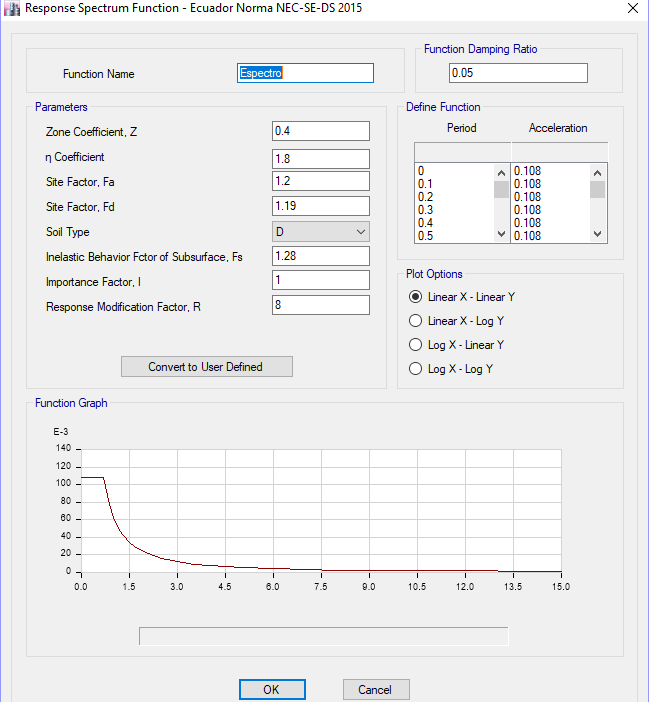 Response Spectrum Function - Ecuador Norma NEC-SE-DS 2015
Function Name
Espectro
Function Damping Ratio
0.05
Parameters
Zone Coefficient, Z
0.4
η Coefficient
1.8
Site Factor, Fa
1.2
Site Factor, Fd
1.19
Soil Type
D
Inelastic Behavior Fctor of Subsurface, Fs
1.28
Importance Factor, I
1
Response Modification Factor, R
8
Convert to User Defined
Define Function
Period Acceleration
0 0.108
0.1 0.108
0.2 0.108
0.3 0.108
0.4 0.108
0.5 0.108
Plot Options
Linear X - Linear Y
Linear X - Log Y
Log X - Linear Y
Log X - Log Y
Function Graph
E-3
140
120
100
80
60
40
20
0
0.0 1.5 3.0 4.5 6.0 7.5 9.0 10.5 12.0 13.5 15.0
OK Cancel